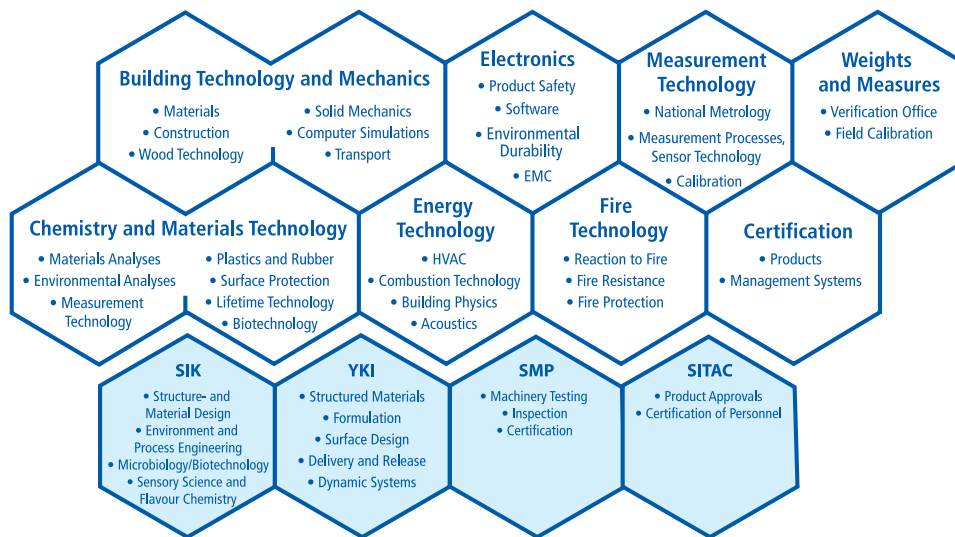 Building Technology and Mechanics
• Materials
• Construction
• Wood Technology
• Solid Mechanics
• Computer Simulations
• Transport
Electronics
• Product Safety
• Software
• Environmental
Durability
• EMC
Measurement
Technology
• National Metrology
• Measurement Processes,
Sensor Technology
• Calibration
Weights
and Measures
• Verification Office
• Field Calibration
Chemistry and Materials Technology
• Materials Analyses
• Environmental Analyses
• Measurement
Technology
• Plastics and Rubber
• Surface Protection
• Lifetime Technology
• Biotechnology
Energy
Technology
• HVAC
• Combustion Technology
• Building Physics
• Acoustics
Fire
Technology
• Reaction to Fire
• Fire Resistance
• Fire Protection
Certification
• Products
• Management Systems
SIK
• Structure- and
Material Design
• Environment and
Process Engineering
• Microbiology/Biotechnology
• Sensory Science and
Flavour Chemistry
YKI
• Structured Materials
• Formulation
• Surface Design
• Delivery and Release
• Dynamic Systems
SMP
• Machinery Testing
• Inspection
• Certification
SITAC
• Product Approvals
• Certification of Personnel